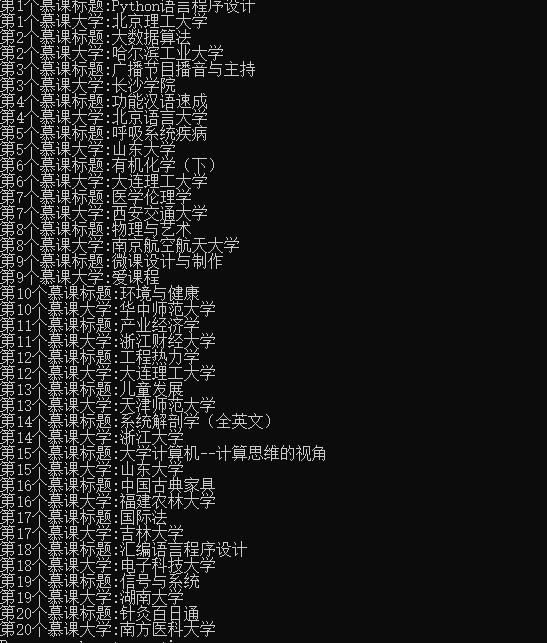 第1个慕课标题:Python语言程序设计
第1个慕课大学:北京理工大学
第2个慕课标题:大数据算法
第2个慕课大学:哈尔滨工业大学
第3个慕课标题:广播节目播音与主持
第3个慕课大学:长沙学院
第4个慕课标题:功能汉语速成
第4个慕课大学:北京语言大学
第5个慕课标题:呼吸系统疾病
第5个慕课大学:山东大学
第6个慕课标题:有机化学（下）
第6个慕课大学:大连理工大学
第7个慕课标题:医学伦理学
第7个慕课大学:西安交通大学
第8个慕课标题:物理与艺术
第8个慕课大学:南京航空航天大学
第9个慕课标题:微课设计与制作
第9个慕课大学:爱课程
第10个慕课标题:环境与健康
第10个慕课大学:华中师范大学
第11个慕课标题:产业经济学
第11个慕课大学:浙江财经大学
第12个慕课标题:工程热力学
第12个慕课大学:大连理工大学
第13个慕课标题:儿童发展
第13个慕课大学:天津师范大学
第14个慕课标题:系统解剖学（全英文）
第14个慕课大学:浙江大学
第15个慕课标题:大学计算机--计算思维的视角
第15个慕课大学:山东大学
第16个慕课标题:中国古典家具
第16个慕课大学:福建农林大学
第17个慕课标题:国际法
第17个慕课大学:吉林大学
第18个慕课标题:汇编语言程序设计
第18个慕课大学:电子科技大学
第19个慕课标题:信号与系统
第19个慕课大学:湖南大学
第20个慕课标题:针灸百日通
第20个慕课大学:南方医科大学